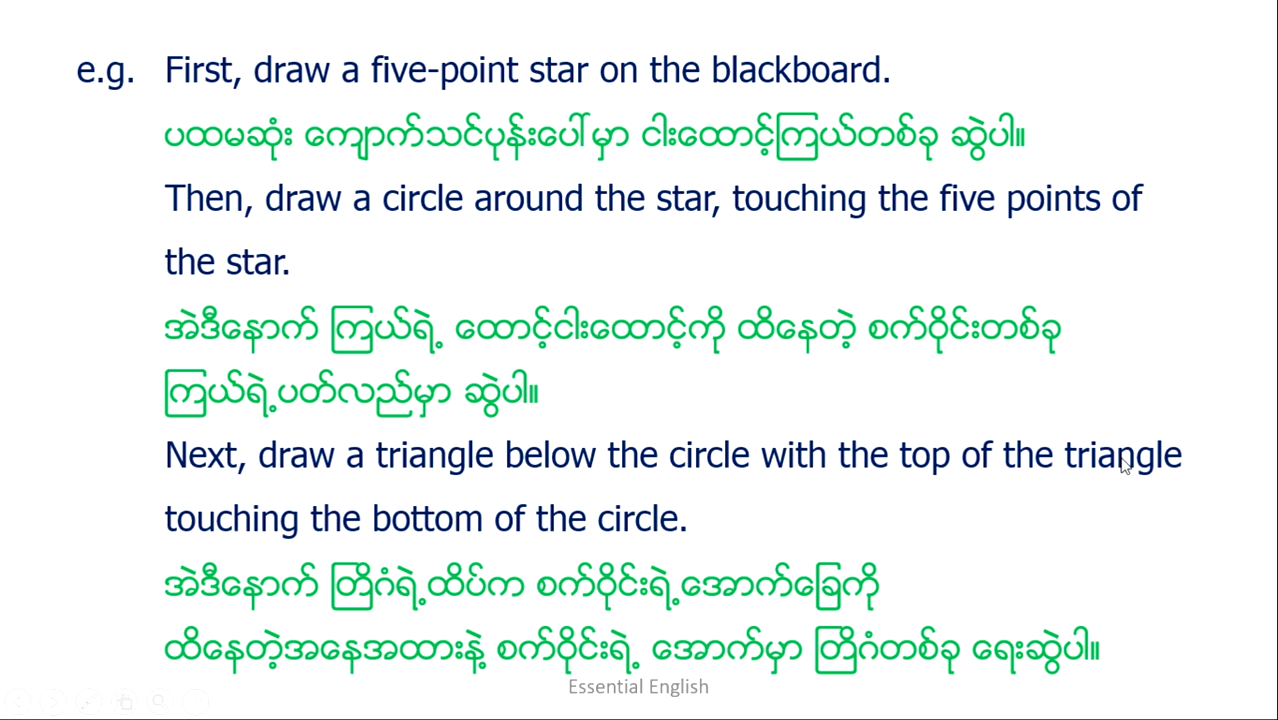 e.g. First, draw a five-point star on the blackboard.
ပထမဆုံး ကျောက်သင်ပုန်းပေါ်မှာ ငါးထောင့်ကြယ်တစ်ခု ဆွဲပါ။
Then, draw a circle around the star, touching the five points of
the star.
အဲဒီနောက် ကြယ်ရဲ့ ထောင့်ငါးထောင့်ကို ထိနေတဲ့ စက်ဝိုင်းတစ်ခု
ကြယ်ရဲ့ပတ်လည်မှာ ဆွဲပါ။
Next, draw a triangle below the circle with the top of the triangle
touching the bottom of the circle.
အဲဒီနောက် တြိဂံရဲ့ထိပ်က စက်ဝိုင်းရဲ့အောက်ခြေကို
ထိနေတဲ့အနေအထားနဲ့ စက်ဝိုင်းရဲ့ အောက်မှာ တြိဂံတစ်ခု ရေးဆွဲပါ။
Essential English